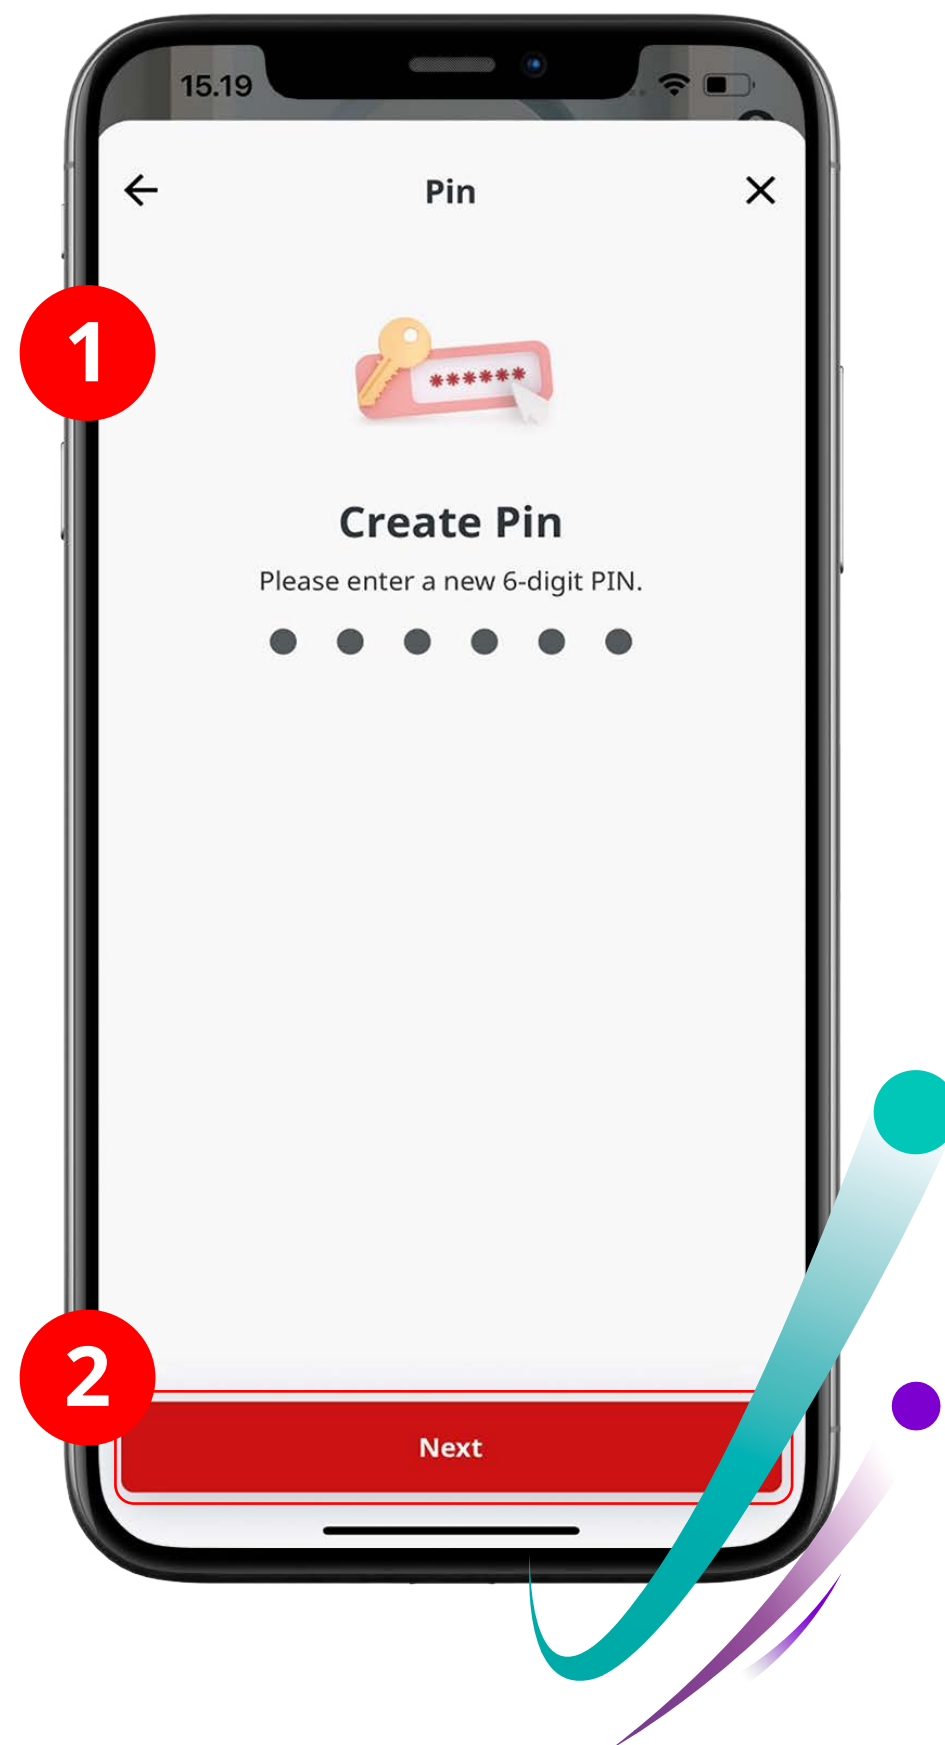 15.19
Pin
1
******
Create Pin
Please enter a new 6-digit PIN.
2
Next